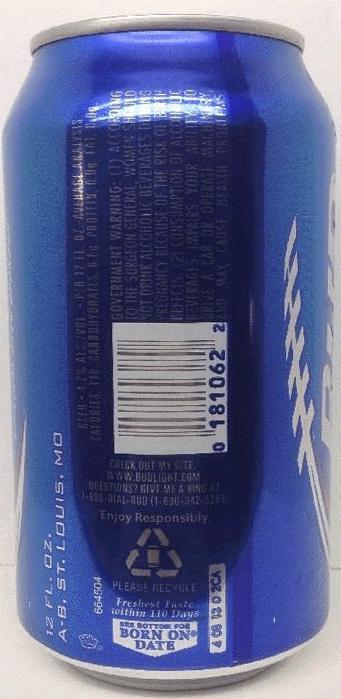 BEER - 4.2% ALC./VOL. - PER 12 FL. OZ. AVERAGE ANALYSIS:
CALORIES, 110 CARBOHYDRATES, 6.6g PROTEIN, 0.9g FAT, 0.0g
GOVERNMENT WARNING: (1) ACCORDING
TO THE SURGEON GENERAL, WOMEN SHOULD
NOT DRINK ALCOHOLIC BEVERAGES DURING
PREGNANCY BECAUSE OF THE RISK OF BIRTH
DEFECTS. (2) CONSUMPTION OF ALCOHOLIC
BEVERAGES IMPAIRS YOUR ABILITY TO
DRIVE A CAR OR OPERATE MACHINERY,
AND MAY CAUSE HEALTH PROBLEMS
0 181062 2
CHECK OUT MY SITE,
WWW.BUDLIGHT.COM
QUESTIONS? GIVE ME A RING AT
1-800-DIAL-BUD (1-800-342-5283)
Enjoy Responsibly
PLEASE RECYCLE
Freshest Taste
within 110 Days
SEE BOTTOM FOR
BORN ON
DATE
12 FL. OZ.
A-B, ST. LOUIS, MO
664504